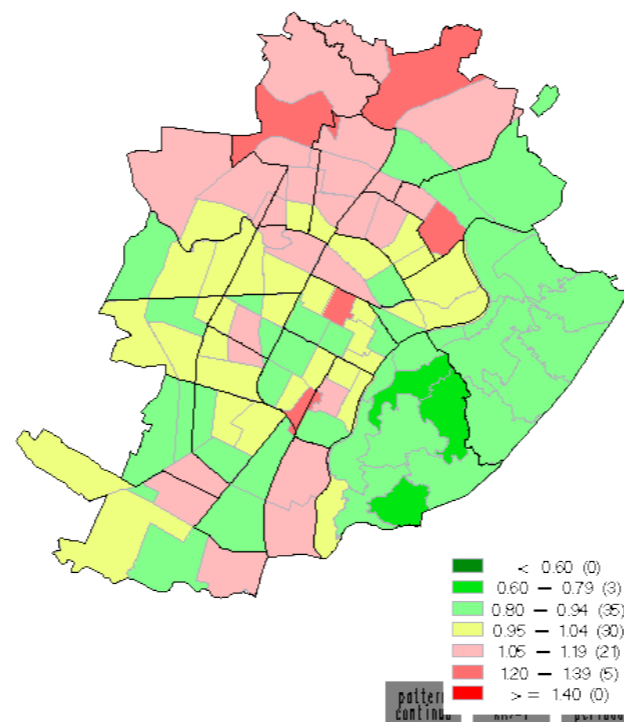 < 0.60 (0)
0.60 – 0.79 (3)
0.80 – 0.94 (35)
0.95 – 1.04 (30)
1.05 – 1.19 (21)
1.20 – 1.39 (5)
>= 1.40 (0)
pattern
continuo